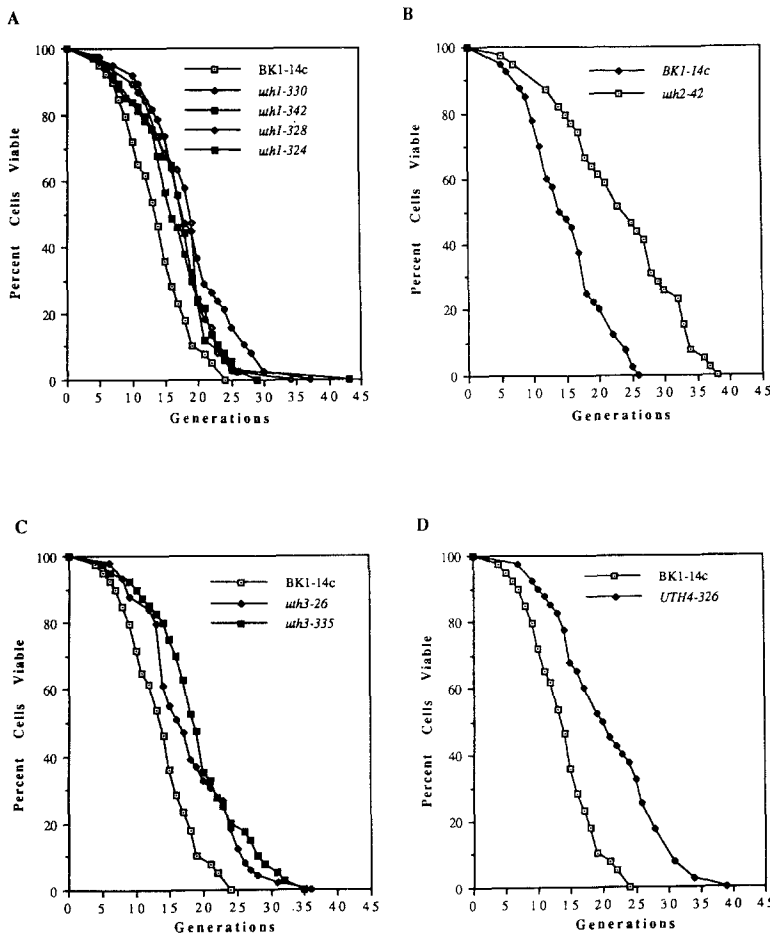 A
Percent Cells Viable
100
80
60
40
20
0
BK1-14c
uth1-330
uth1-342
uth1-328
uth1-324
0 5 10 15 20 25 30 35 40 45
Generations
B
Percent Cells Viable
100
80
60
40
20
0
BK1-14c
uth2-42
0 5 10 15 20 25 30 35 40 45
Generations
C
Percent Cells Viable
100
80
60
40
20
0
BK1-14c
uth3-26
uth3-335
0 5 10 15 20 25 30 35 40 45
Generations
D
Percent Cells Viable
100
80
60
40
20
0
BK1-14c
UTH4-326
0 5 10 15 20 25 30 35 40 45
Generations